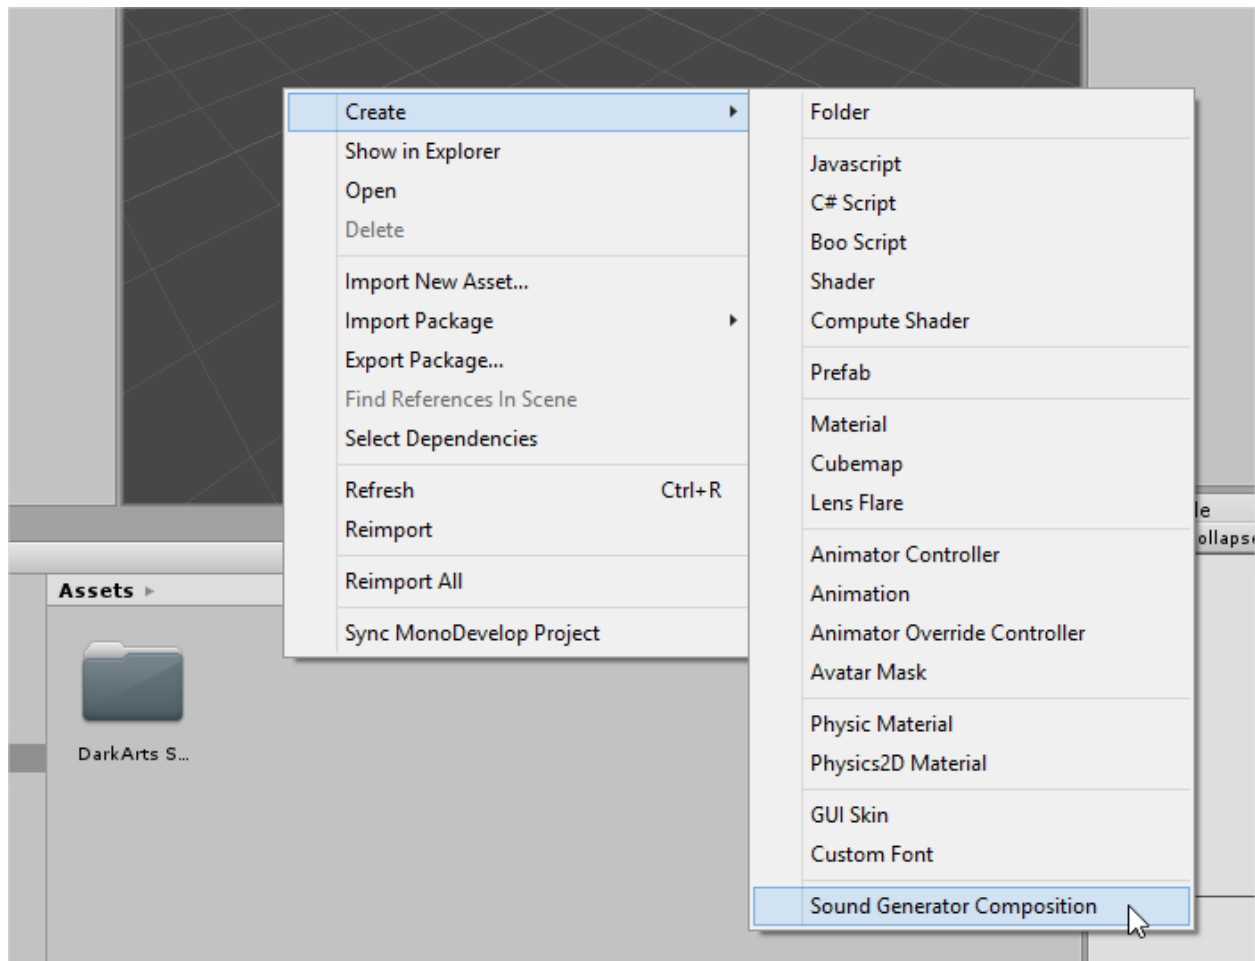 Create
Show in Explorer
Open
Delete
Import New Asset...
Import Package
Export Package...
Find References In Scene
Select Dependencies
Refresh Ctrl+R
Reimport
Reimport All
Sync MonoDevelop Project
Folder
Javascript
C# Script
Boo Script
Shader
Compute Shader
Prefab
Material
Cubemap
Lens Flare
Animator Controller
Animation
Animator Override Controller
Avatar Mask
Physic Material
Physics2D Material
GUI Skin
Custom Font
Sound Generator Composition
le
ollapse
Assets
DarkArts S...